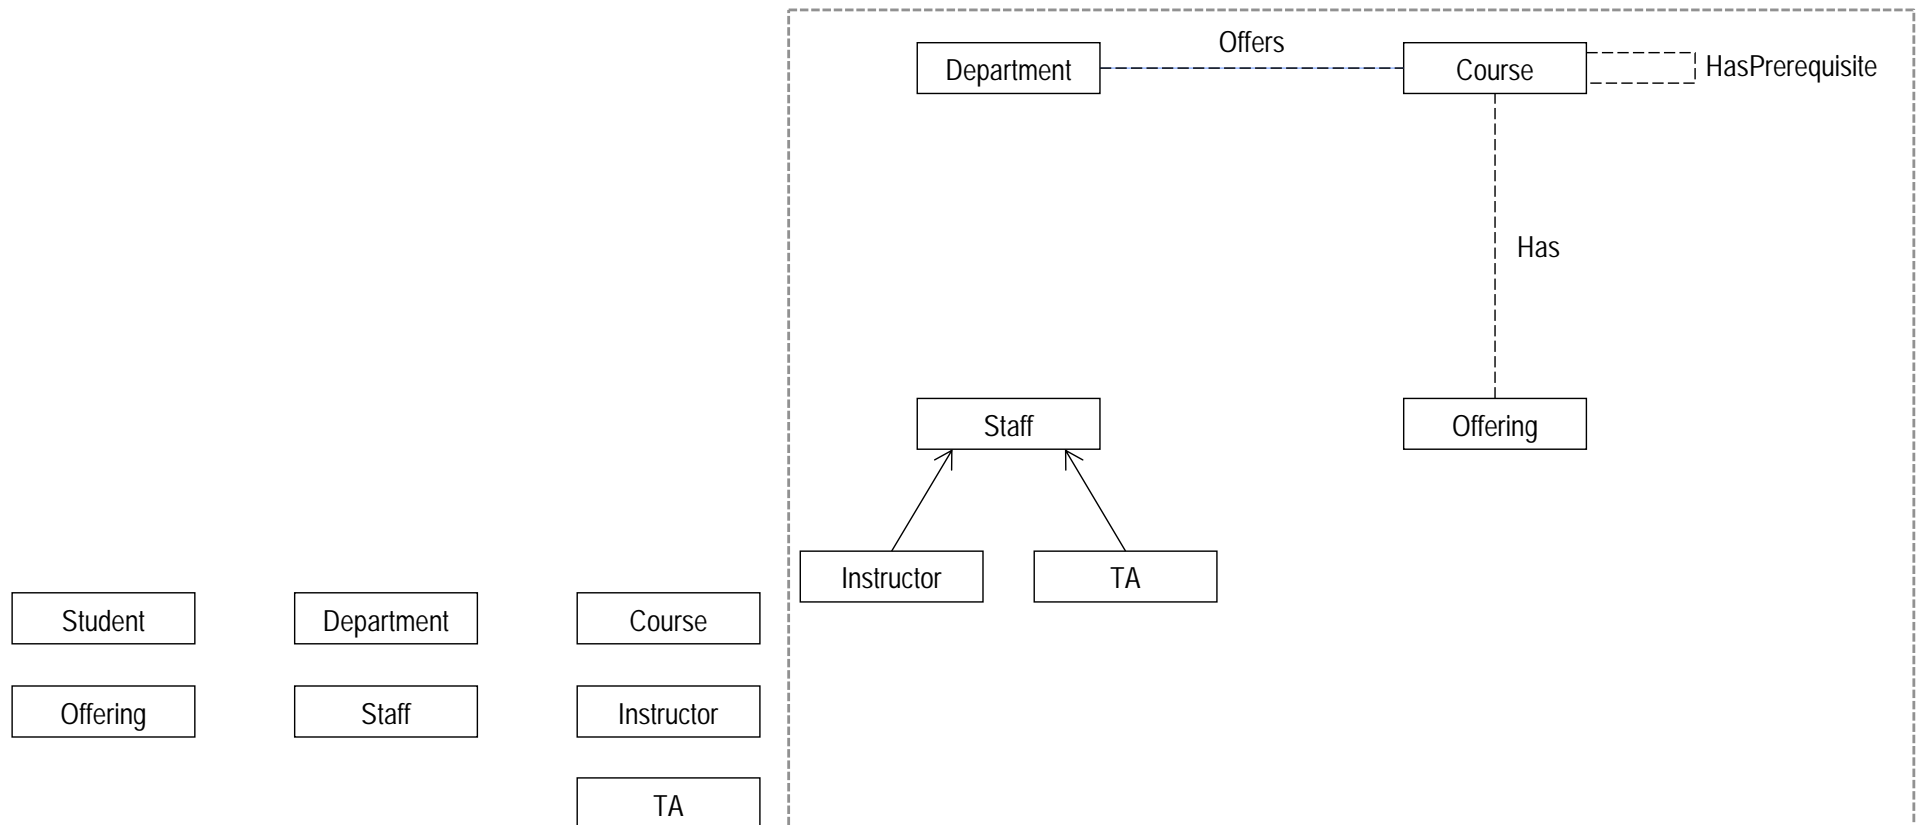 Offers
Department
Course
HasPrerequisite
Has
Staff
Offering
Instructor
TA
Student
Department
Course
Offering
Staff
Instructor
TA